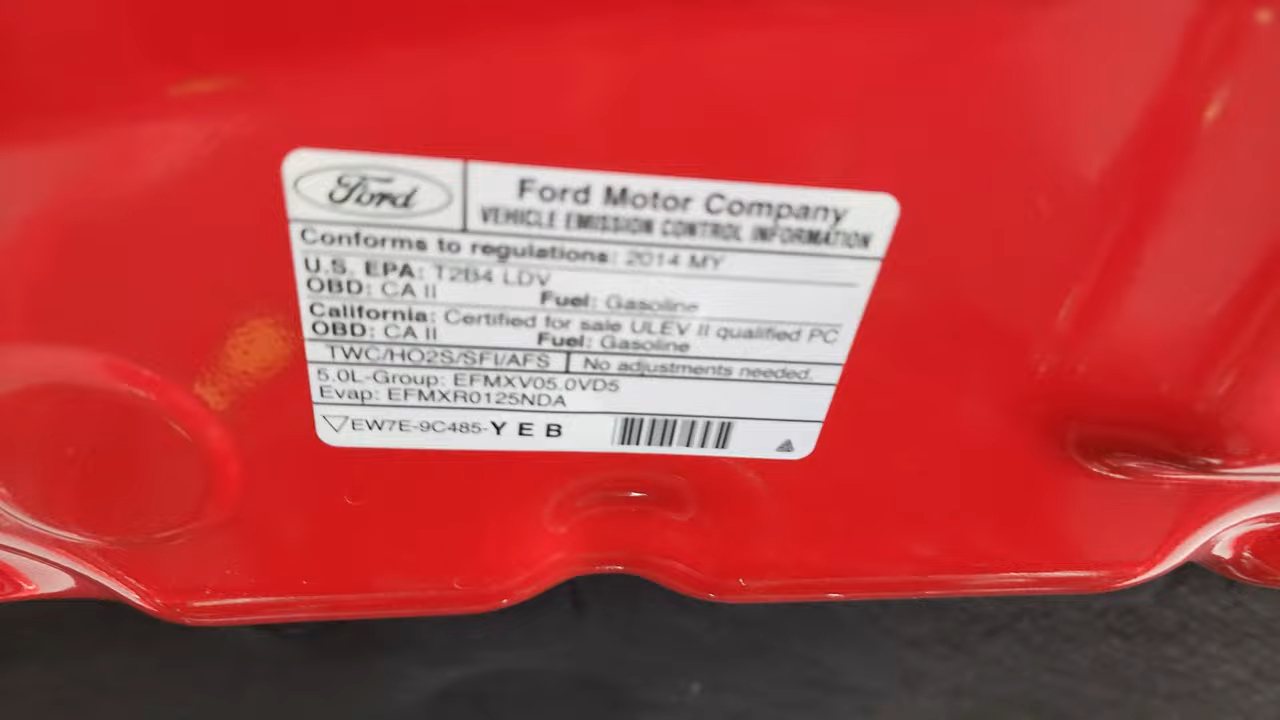 Ford
Ford Motor Company
VEHICLE EMISSION CONTROL INFORMATION
Conforms to regulations: 2014 MY
U.S. EPA: T2B4 LDV
OBD: CA II Fuel: Gasoline
California: Certified for sale ULEV II qualified PC
OBD: CA II Fuel: Gasoline
TWC/HO2S/SFI/AFS No adjustments needed.
5.0L-Group: EFMXV05.0VD5
Evap: EFMXR0125NDA
EW7E-9C485-Y E B